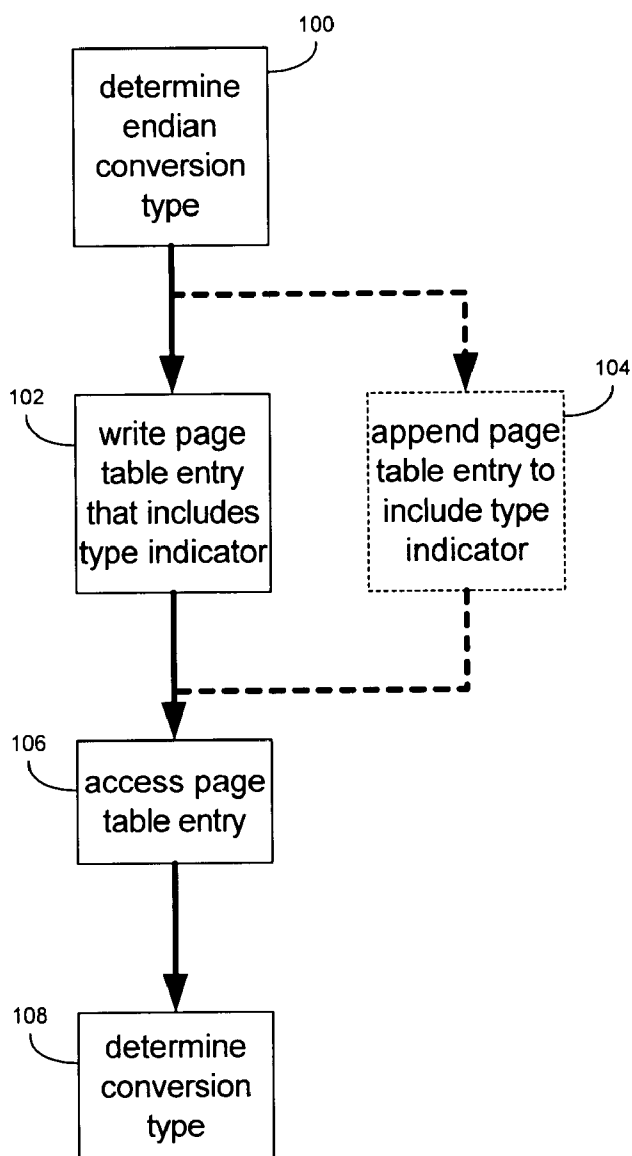 100
determine
endian
conversion
type
102
write page
table entry
that includes
type indicator
104
append page
table entry to
include type
indicator
106
access page
table entry
108
determine
conversion
type